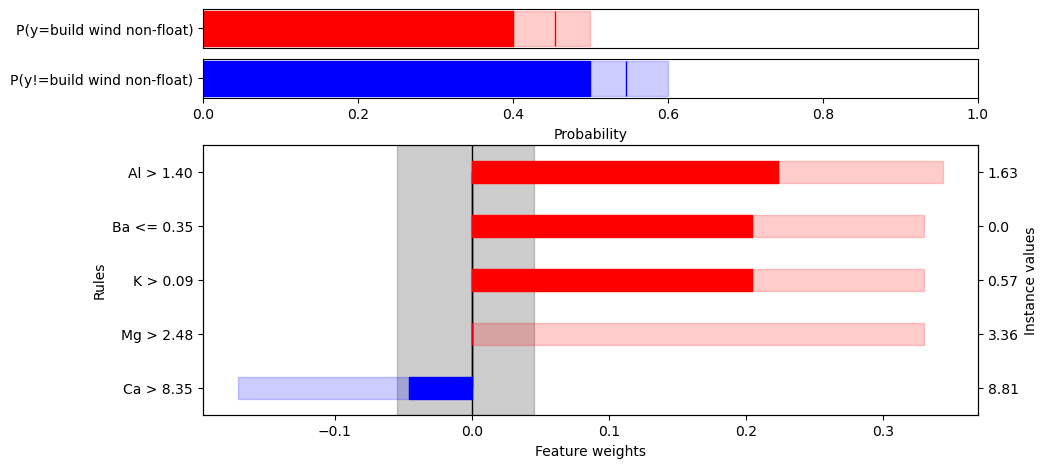 P(y=build wind non-float)
P(y!=build wind non-float)
0.0 0.2 0.4 0.6 0.8 1.0
Probability
Rules
Al > 1.40 1.63
Ba <= 0.35 0.0
K > 0.09 0.57
Mg > 2.48 3.36
Ca > 8.35 8.81
Instance values
−0.1 0.0 0.1 0.2 0.3
Feature weights